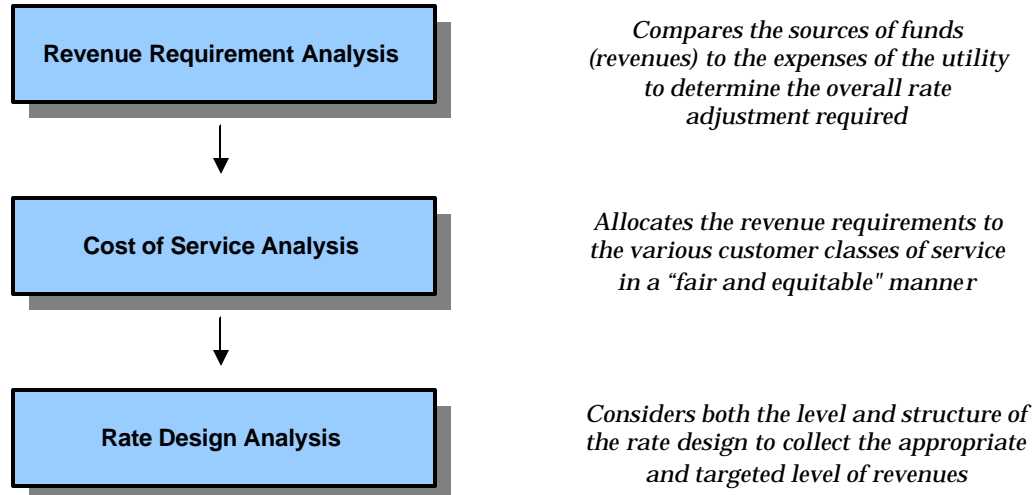 Revenue Requirement Analysis
Compares the sources of funds
(revenues) to the expenses of the utility
to determine the overall rate
adjustment required
Cost of Service Analysis
Allocates the revenue requirements to
the various customer classes of service
in a “fair and equitable" manner
Rate Design Analysis
Considers both the level and structure of
the rate design to collect the appropriate
and targeted level of revenues